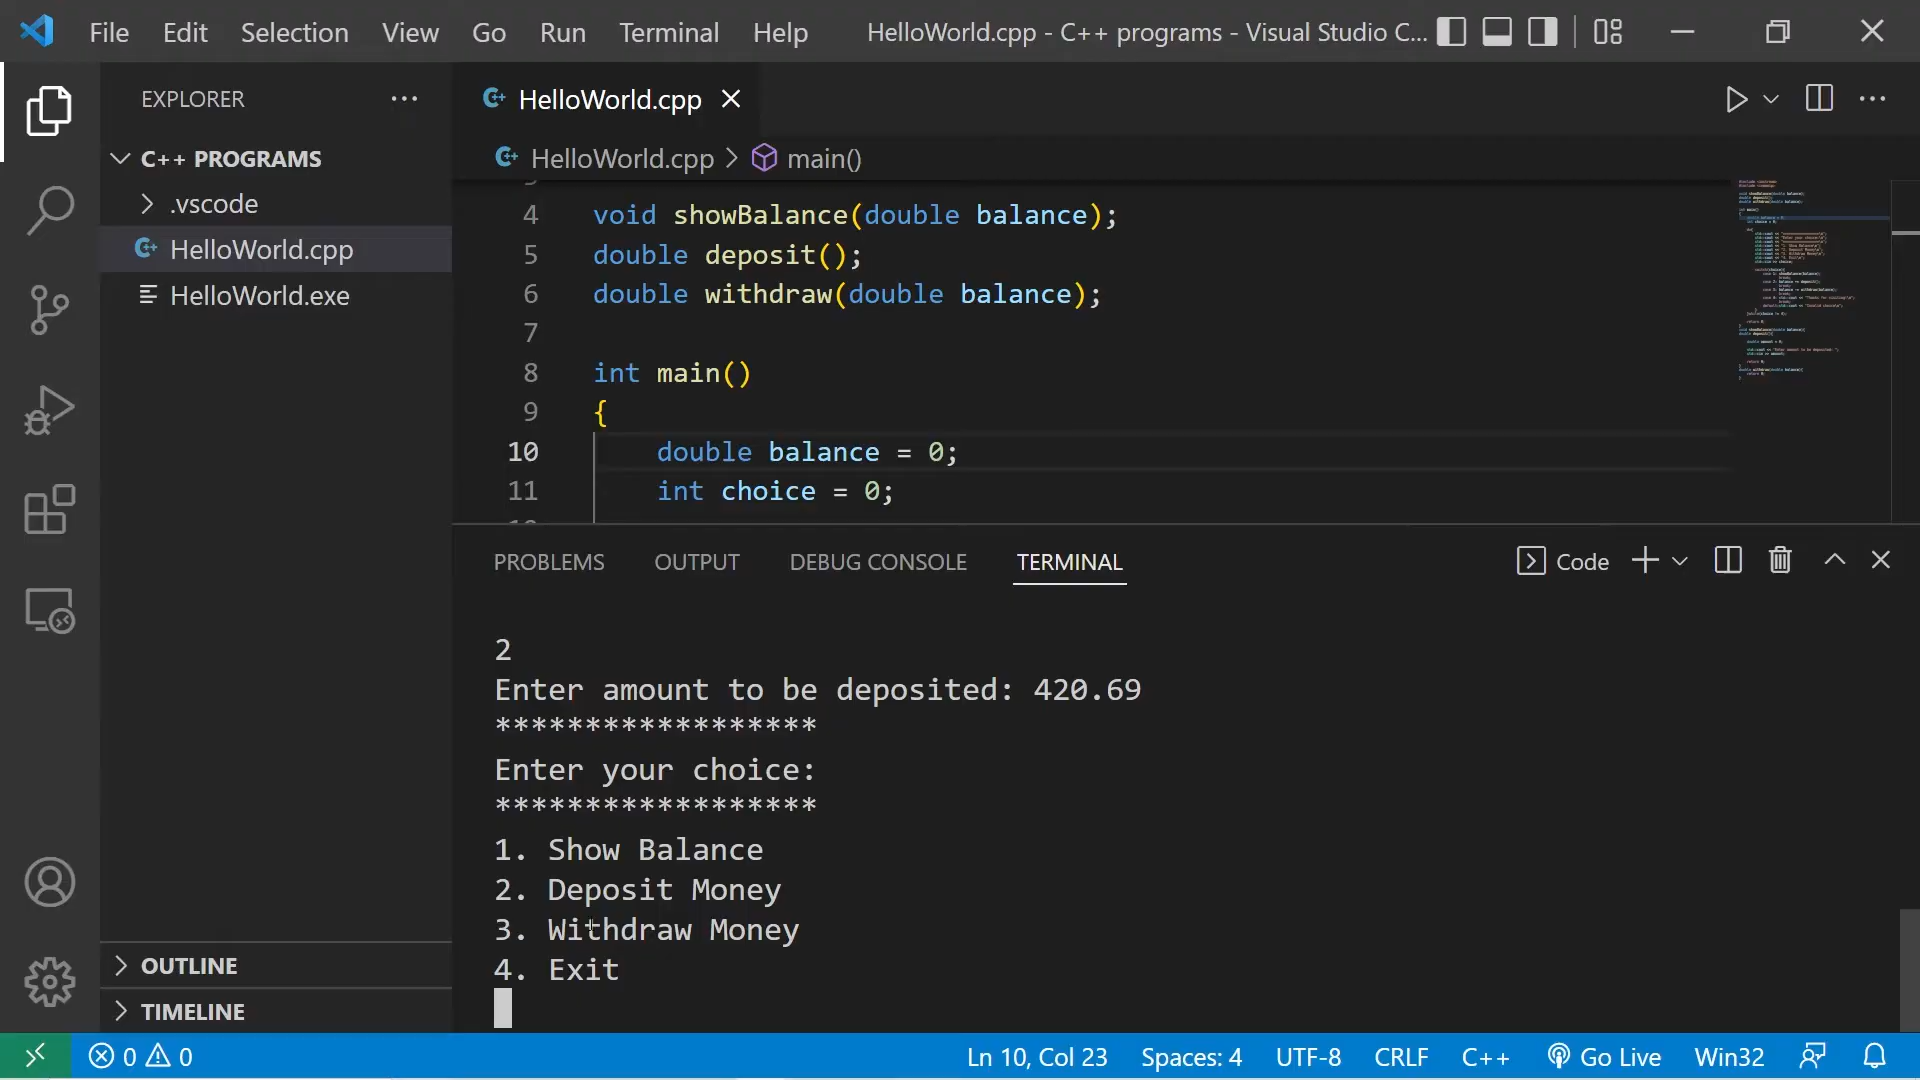 File Edit Selection View Go Run Terminal Help HelloWorld.cpp - C++ programs - Visual Studio C...
EXPLORER
C++ PROGRAMS
.vscode
HelloWorld.cpp
HelloWorld.exe
OUTLINE
TIMELINE
HelloWorld.cpp
HelloWorld.cpp > main()
4 void showBalance(double balance);
5 double deposit();
6 double withdraw(double balance);
7
8 int main()
9 {
10 double balance = 0;
11 int choice = 0;
PROBLEMS OUTPUT DEBUG CONSOLE TERMINAL Code
2
Enter amount to be deposited: 420.69
******************
Enter your choice:
******************
1. Show Balance
2. Deposit Money
3. Withdraw Money
4. Exit
0 0 Ln 10, Col 23 Spaces: 4 UTF-8 CRLF C++ Go Live Win32